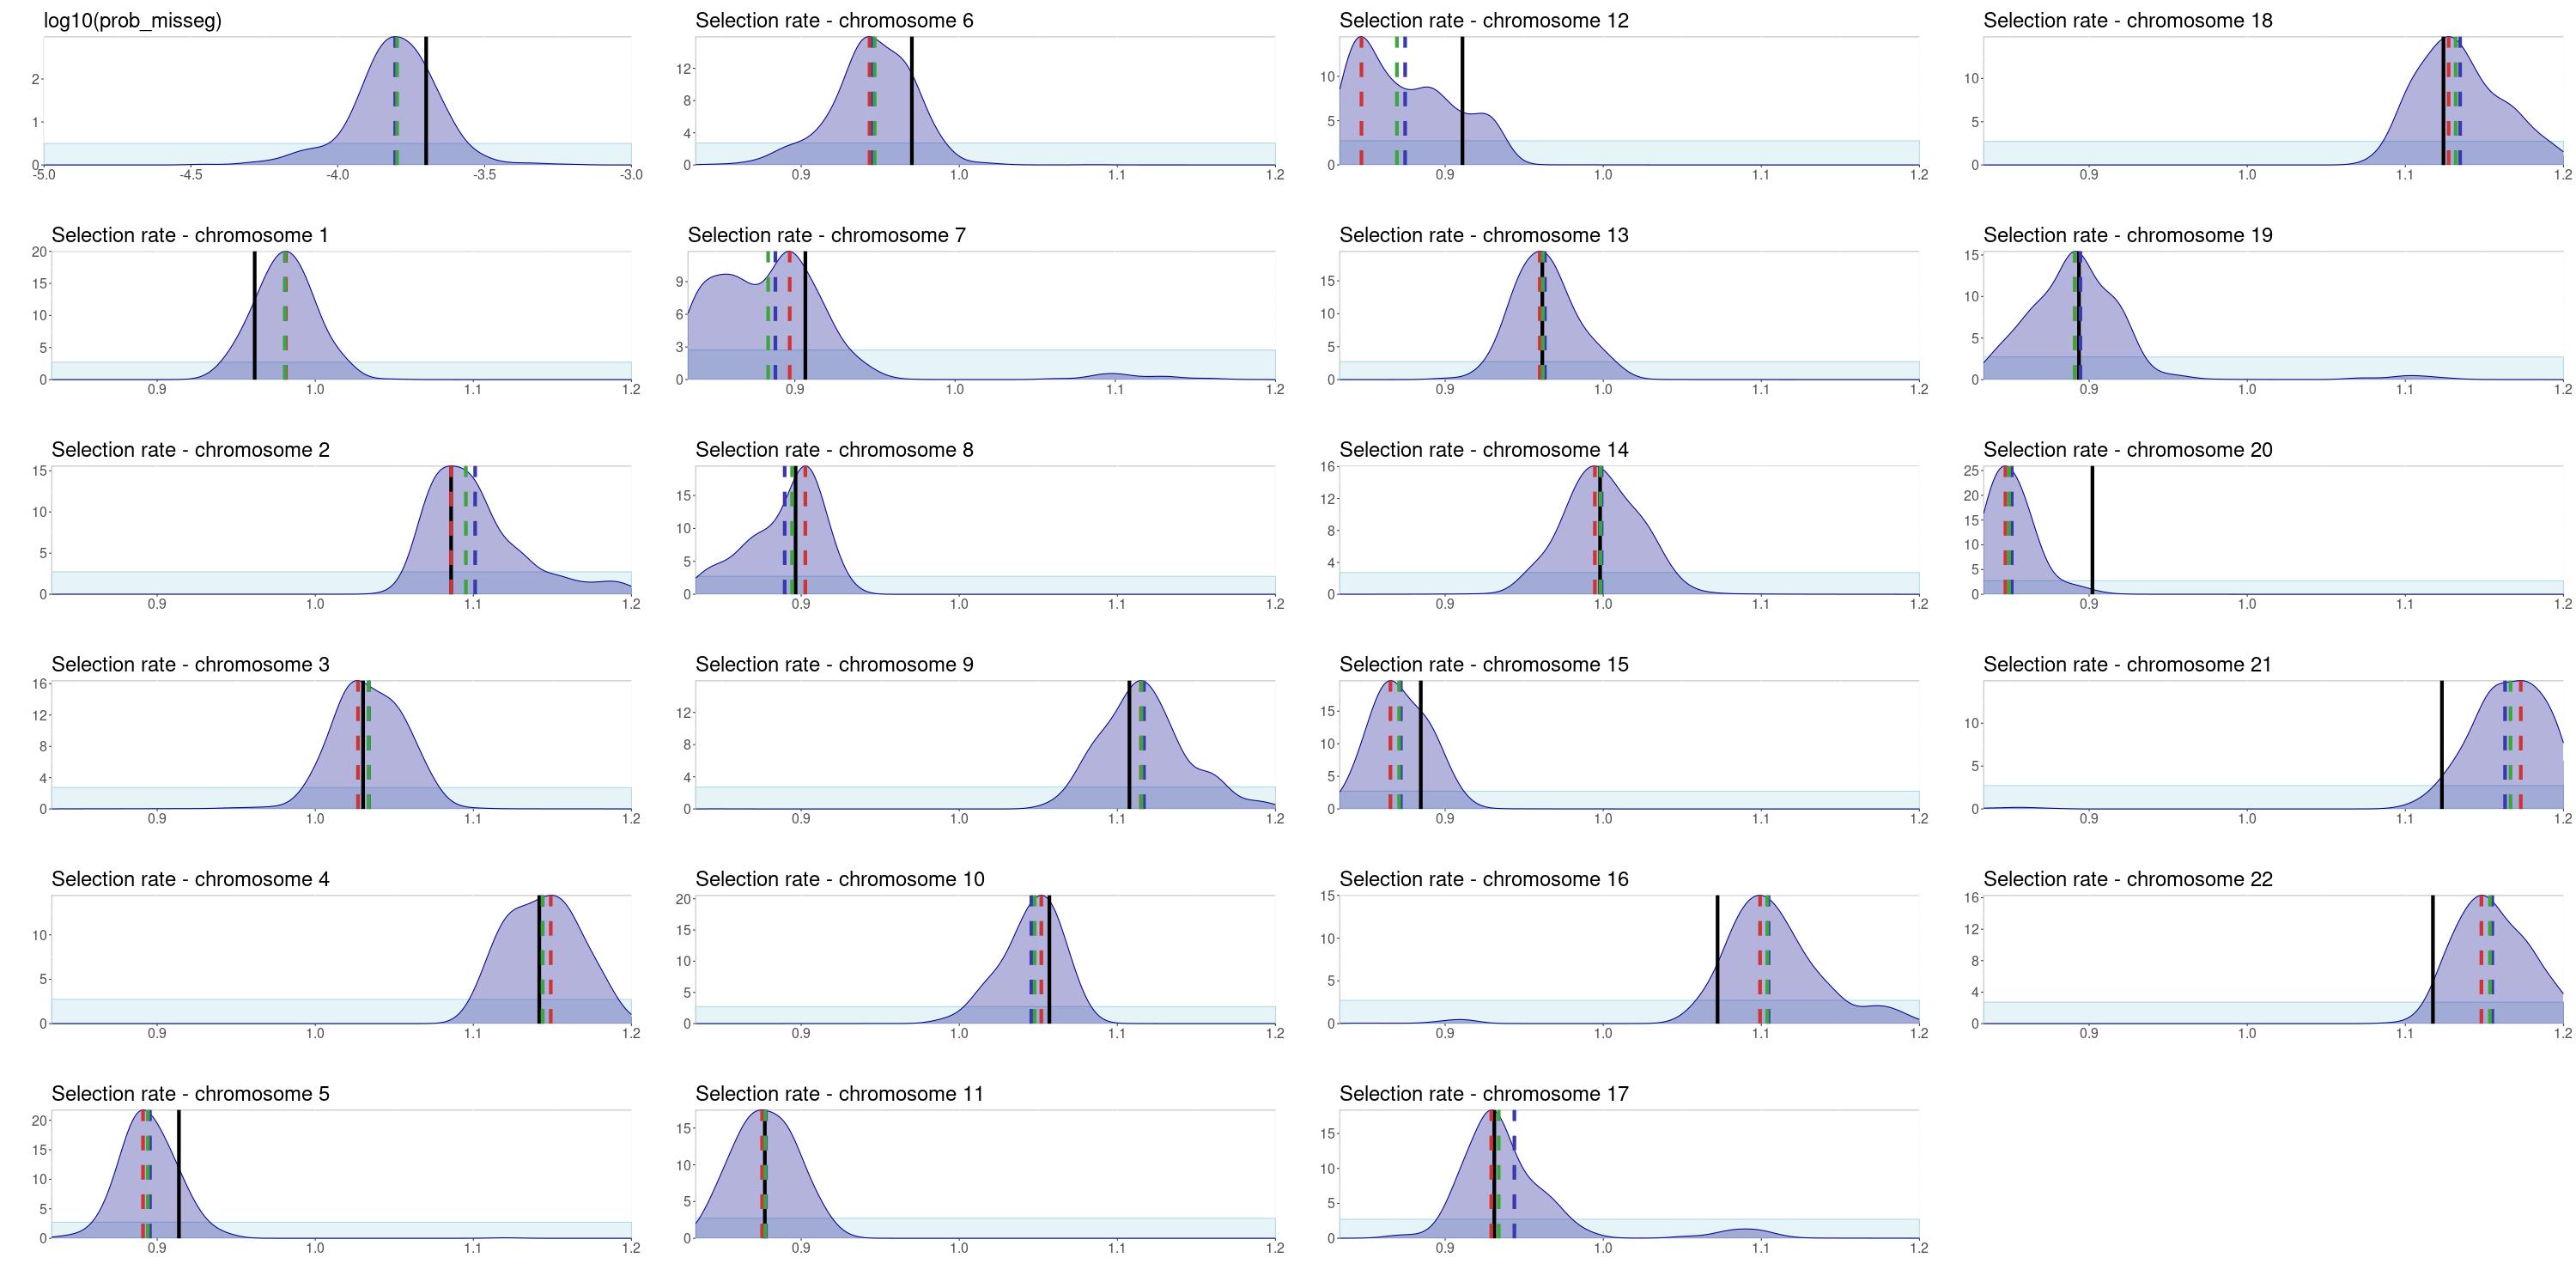 log10(prob_misseg)
2
1
0
-5.0 -4.5 -4.0 -3.5 -3.0
Selection rate - chromosome 6
12
8
4
0
0.9 1.0 1.1 1.2
Selection rate - chromosome 12
10
5
0
0.9 1.0 1.1 1.2
Selection rate - chromosome 18
10
5
0
0.9 1.0 1.1 1.2
Selection rate - chromosome 1
20
15
10
5
0
0.9 1.0 1.1 1.2
Selection rate - chromosome 7
9
6
3
0
0.9 1.0 1.1 1.2
Selection rate - chromosome 13
15
10
5
0
0.9 1.0 1.1 1.2
Selection rate - chromosome 19
15
10
5
0
0.9 1.0 1.1 1.2
Selection rate - chromosome 2
15
10
5
0
0.9 1.0 1.1 1.2
Selection rate - chromosome 8
15
10
5
0
0.9 1.0 1.1 1.2
Selection rate - chromosome 14
16
12
8
4
0
0.9 1.0 1.1 1.2
Selection rate - chromosome 20
25
20
15
10
5
0
0.9 1.0 1.1 1.2
Selection rate - chromosome 3
16
12
8
4
0
0.9 1.0 1.1 1.2
Selection rate - chromosome 9
12
8
4
0
0.9 1.0 1.1 1.2
Selection rate - chromosome 15
15
10
5
0
0.9 1.0 1.1 1.2
Selection rate - chromosome 21
10
5
0
0.9 1.0 1.1 1.2
Selection rate - chromosome 4
10
5
0
0.9 1.0 1.1 1.2
Selection rate - chromosome 10
20
15
10
5
0
0.9 1.0 1.1 1.2
Selection rate - chromosome 16
15
10
5
0
0.9 1.0 1.1 1.2
Selection rate - chromosome 22
16
12
8
4
0
0.9 1.0 1.1 1.2
Selection rate - chromosome 5
20
15
10
5
0
0.9 1.0 1.1 1.2
Selection rate - chromosome 11
15
10
5
0
0.9 1.0 1.1 1.2
Selection rate - chromosome 17
15
10
5
0
0.9 1.0 1.1 1.2